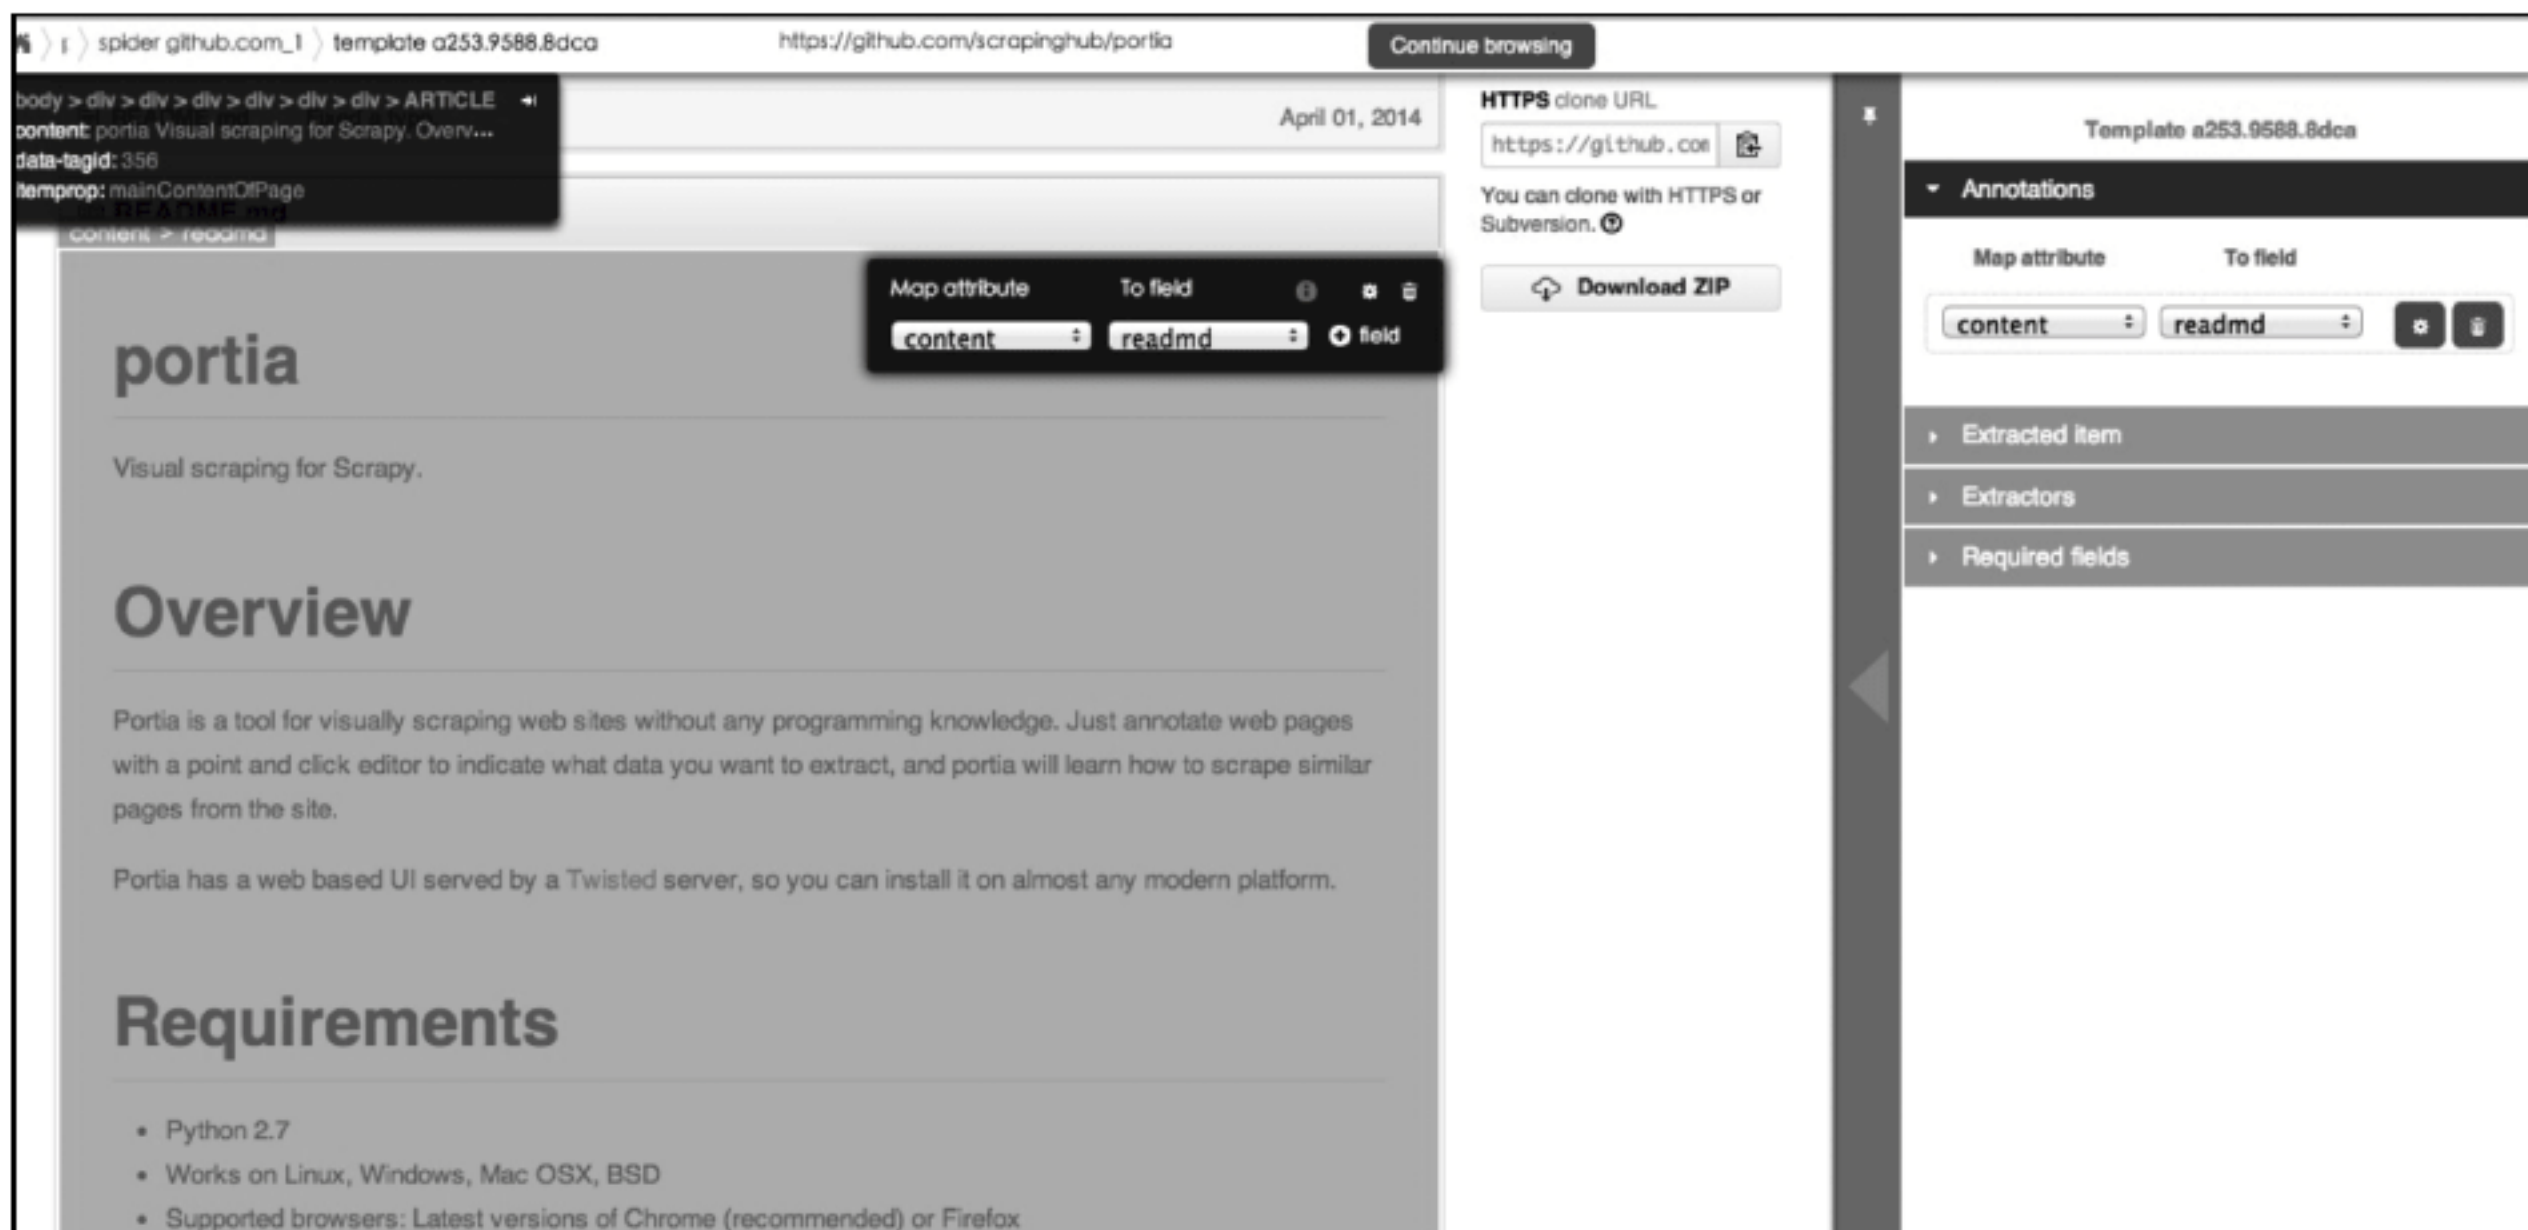 spider github.com_1 template a253.9588.8dca https://github.com/scrapinghub/portia Continue browsing
body > div > div > div > div > div > div > ARTICLE
content: portia Visual scraping for Scrapy. Overv...
data-tagid: 356
itemprop: mainContentOfPage
README.md
content > readmd
April 01, 2014
HTTPS clone URL
https://github.com
You can clone with HTTPS or
Subversion.
Download ZIP
Map attribute To field
content readmd field
portia
Visual scraping for Scrapy.
Overview
Portia is a tool for visually scraping web sites without any programming knowledge. Just annotate web pages
with a point and click editor to indicate what data you want to extract, and portia will learn how to scrape similar
pages from the site.
Portia has a web based UI served by a Twisted server, so you can install it on almost any modern platform.
Requirements
• Python 2.7
• Works on Linux, Windows, Mac OSX, BSD
• Supported browsers: Latest versions of Chrome (recommended) or Firefox
Template a253.9588.8dca
Annotations
Map attribute To field
content readmd
Extracted item
Extractors
Required fields